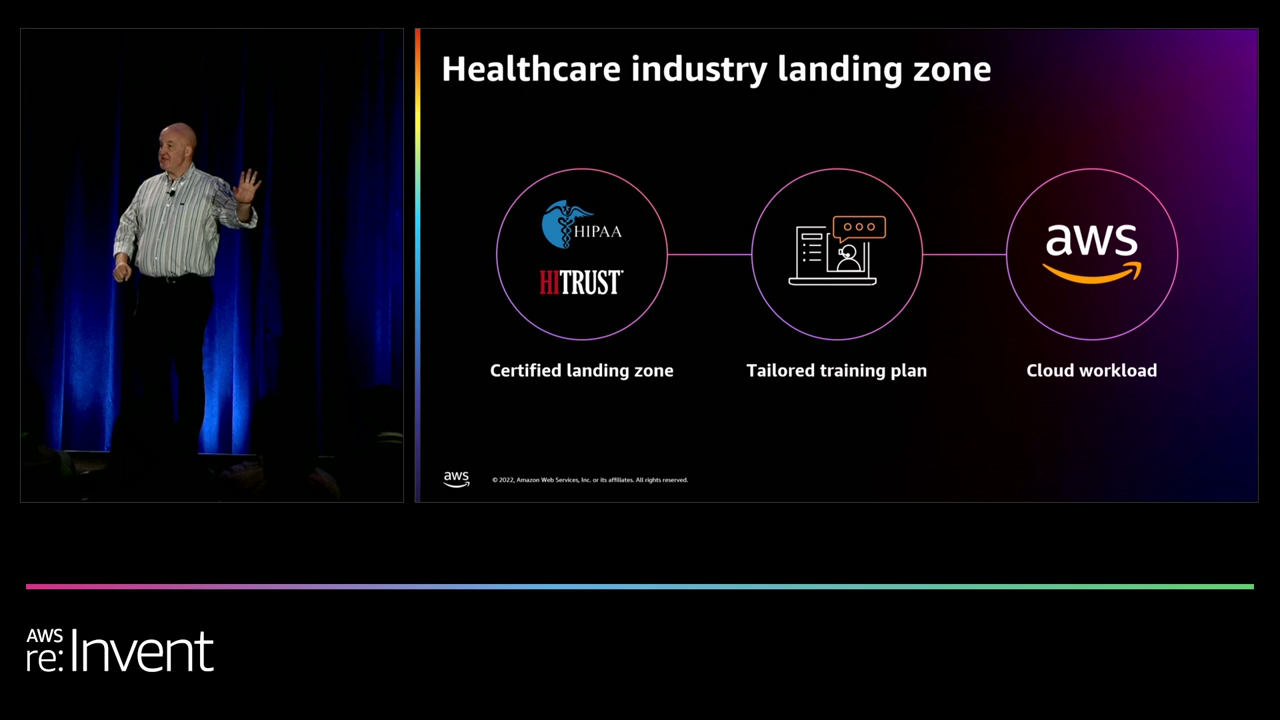 Healthcare industry landing zone
HIPAA
HITRUST
aws
Certified landing zone
Tailored training plan
Cloud workload
aws
© 2022, Amazon Web Services, Inc. or its affiliates. All rights reserved.
AWS
re:Invent